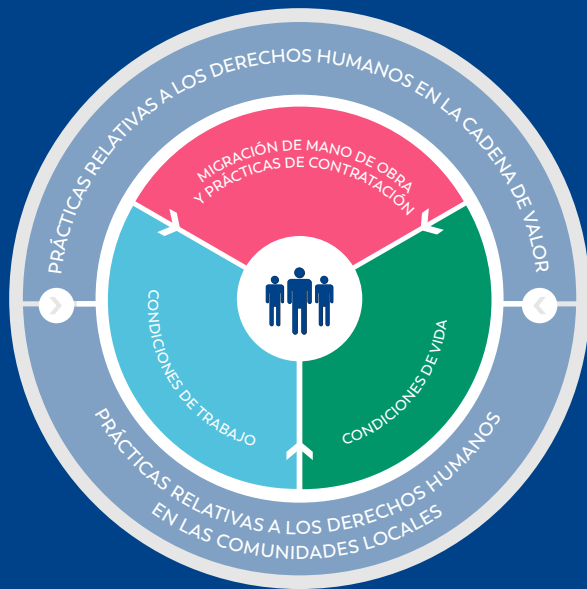 PRÁCTICAS RELATIVAS A LOS DERECHOS HUMANOS EN LA CADENA DE VALOR
MIGRACIÓN DE MANO DE OBRA
Y PRÁCTICAS DE CONTRATACIÓN
CONDICIONES DE TRABAJO
CONDICIONES DE VIDA
PRÁCTICAS RELATIVAS A LOS DERECHOS HUMANOS
EN LAS COMUNIDADES LOCALES